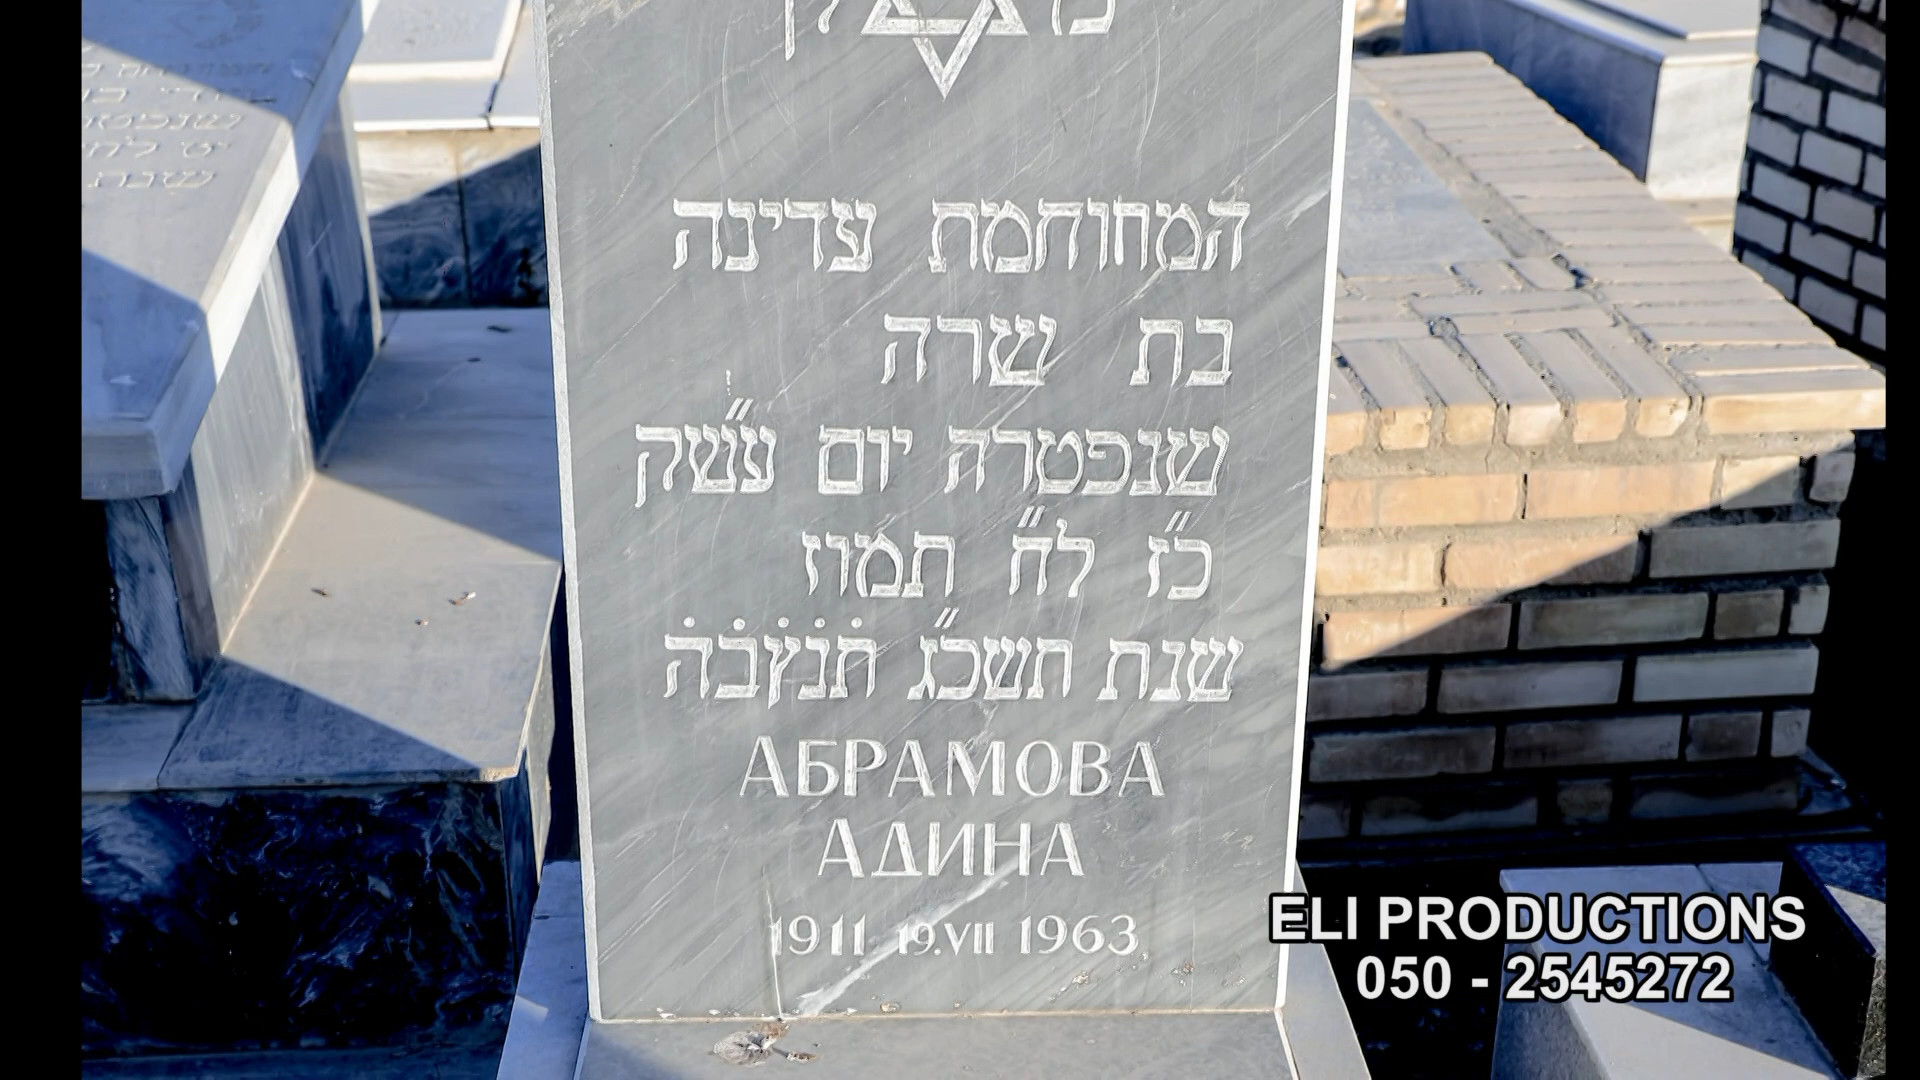 המחוחמת עדינה
בת שרה
שנפטרה יום עש״ק
כ״ז לח״ תמוז
שנת תשכ״ג תנצבה
АБРАМОВА
АДИНА
1911 19.VII 1963
ELI PRODUCTIONS
050 - 2545272